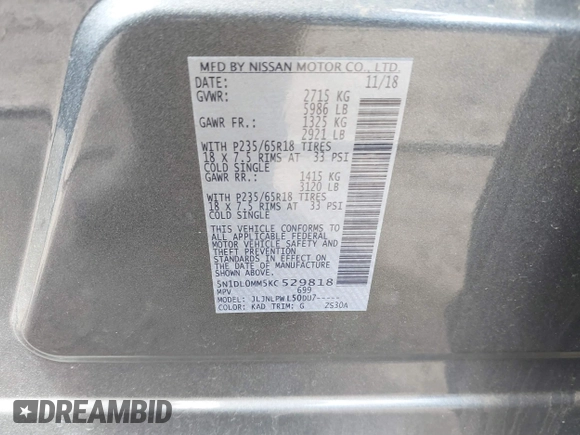 MFD BY NISSAN MOTOR CO., LTD.
DATE: 11/18
GVWR: 2715 KG
5986 LB
GAWR FR.: 1325 KG
2921 LB
WITH P235/65R18 TIRES
18 X 7.5 RIMS AT 33 PSI
COLD SINGLE
GAWR RR.: 1415 KG
3120 LB
WITH P235/65R18 TIRES
18 X 7.5 RIMS AT 33 PSI
COLD SINGLE
THIS VEHICLE CONFORMS TO
ALL APPLICABLE FEDERAL
MOTOR VEHICLE SAFETY AND
THEFT PREVENTION
STANDARDS IN EFFECT ON
THE DATE OF MANUFACTURE
SHOWN ABOVE.
5N1DL0MM5KC529818
MPV 699
MODEL: JLJNLPWL50DU7-----
COLOR: KAD TRIM: G 2530A
DREAMBID